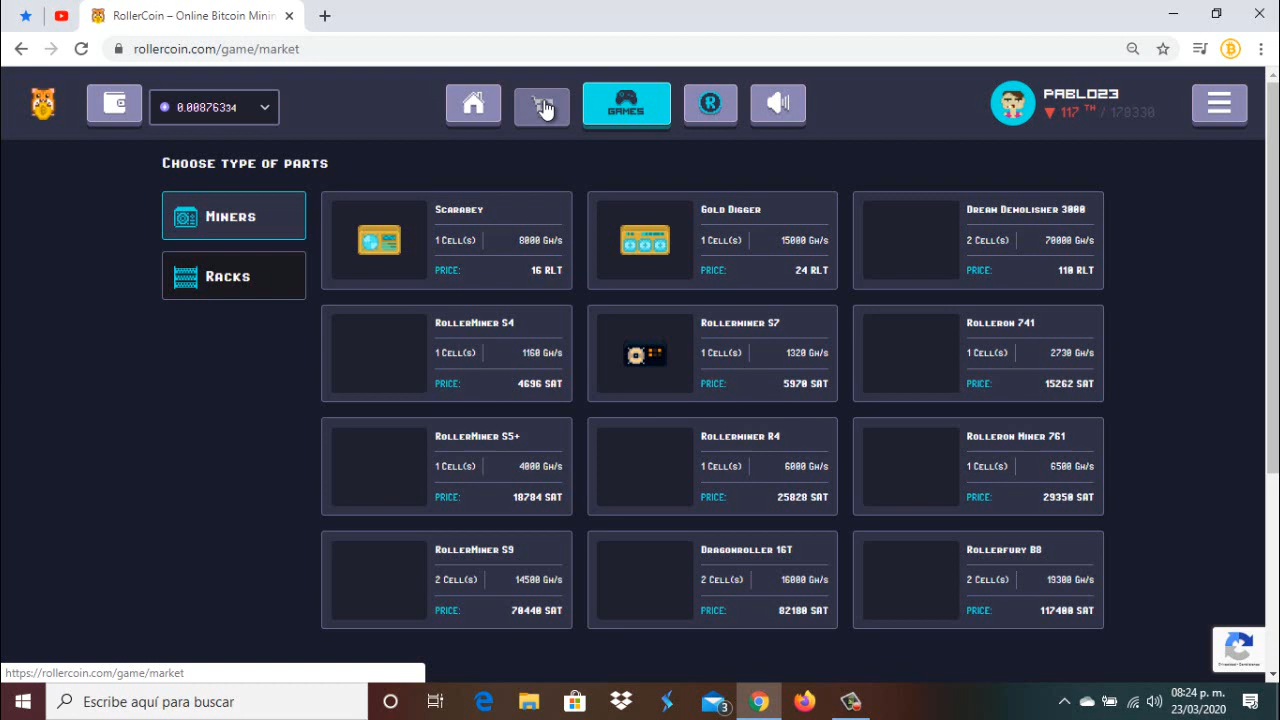 RollerCoin – Online Bitcoin Minin
rollercoin.com/game/market
0.00876334
GAMES
PABLO23
117 TH / 178330
Choose type of parts
Miners
Racks
Scarabey
1 Cell(s) 8000 GH/s
PRICE: 16 RLT
Gold Digger
1 Cell(s) 15000 GH/s
PRICE: 24 RLT
Dream Demolisher 3000
2 Cell(s) 70000 GH/s
PRICE: 110 RLT
RollerMiner S4
1 Cell(s) 1160 GH/s
PRICE: 4696 SAT
Rollerminer S7
1 Cell(s) 1320 GH/s
PRICE: 5970 SAT
Rolleron 741
1 Cell(s) 2730 GH/s
PRICE: 15262 SAT
RollerMiner S5+
1 Cell(s) 4000 GH/s
PRICE: 18784 SAT
Rollerminer R4
1 Cell(s) 6000 GH/s
PRICE: 25828 SAT
Rolleron Miner 761
1 Cell(s) 6500 GH/s
PRICE: 29350 SAT
RollerMiner S9
2 Cell(s) 14500 GH/s
PRICE: 70440 SAT
Dragonroller 16T
2 Cell(s) 16000 GH/s
PRICE: 82180 SAT
Rollerfury B8
2 Cell(s) 19300 GH/s
PRICE: 117400 SAT
https://rollercoin.com/game/market
Escribe aquí para buscar
3
08:24 p. m.
23/03/2020